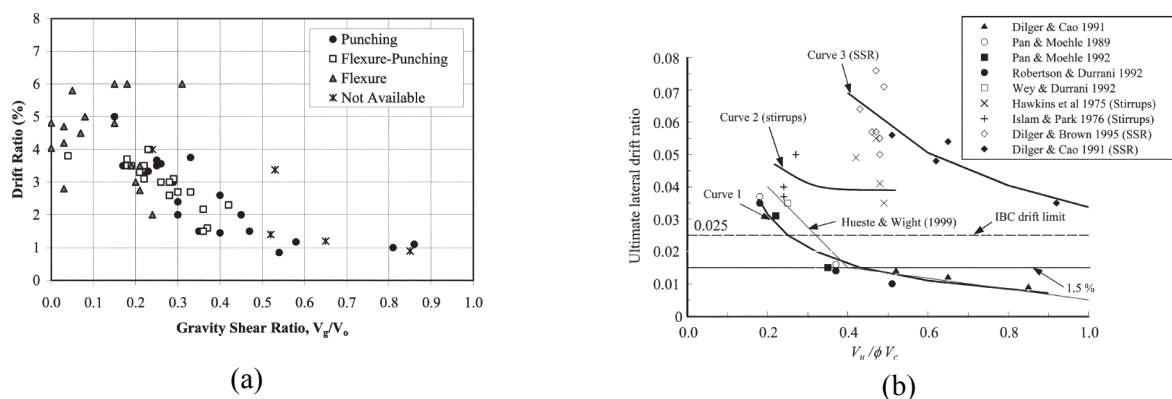 8
7
6
5
4
3
2
1
0
Drift Ratio (%)
Punching
Flexure-Punching
Flexure
Not Available
0.0 0.1 0.2 0.3 0.4 0.5 0.6 0.7 0.8 0.9 1.0
Gravity Shear Ratio, Vg/Vo
(a)
0.08
0.07
0.06
0.05
0.04
0.03
0.02
0.01
0
Ultimate lateral drift ratio
Curve 3 (SSR)
Curve 2 (stirrups)
Curve 1
0.025
Hueste & Wight (1999)
IBC drift limit
1.5 %
Dilger & Cao 1991
Pan & Moehle 1989
Pan & Moehle 1992
Robertson & Durrani 1992
Wey & Durrani 1992
Hawkins et al 1975 (Stirrups)
Islam & Park 1976 (Stirrups)
Dilger & Brown 1995 (SSR)
Dilger & Cao 1991 (SSR)
0.0 0.2 0.4 0.6 0.8 1.0
Vu / ϕ Vc
(b)